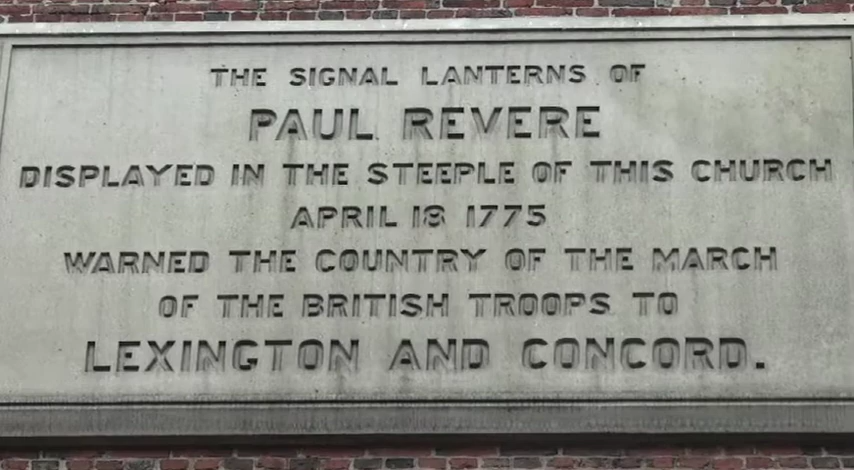 THE SIGNAL LANTERNS OF
PAUL REVERE
DISPLAYED IN THE STEEPLE OF THIS CHURCH
APRIL 18 1775
WARNED THE COUNTRY OF THE MARCH
OF THE BRITISH TROOPS TO
LEXINGTON AND CONCORD.